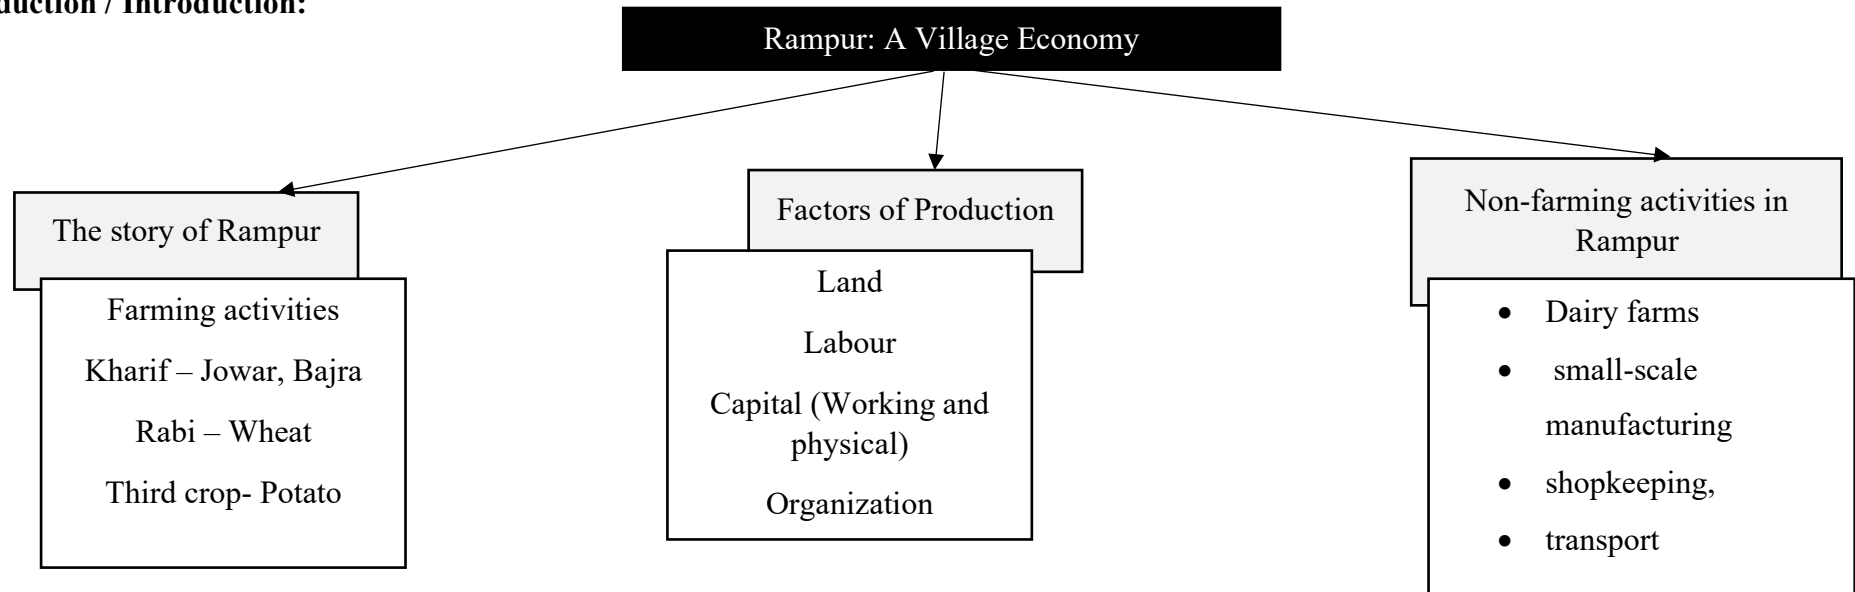 duction / Introduction:
Rampur: A Village Economy
The story of Rampur
Farming activities
Kharif – Jowar, Bajra
Rabi – Wheat
Third crop- Potato
Factors of Production
Land
Labour
Capital (Working and
physical)
Organization
Non-farming activities in
Rampur
• Dairy farms
• small-scale
manufacturing
• shopkeeping,
• transport